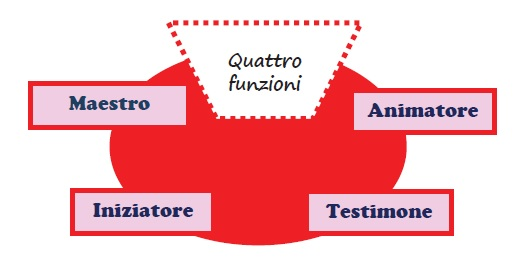 Quattro
funzioni
Maestro
Animatore
Iniziatore
Testimone